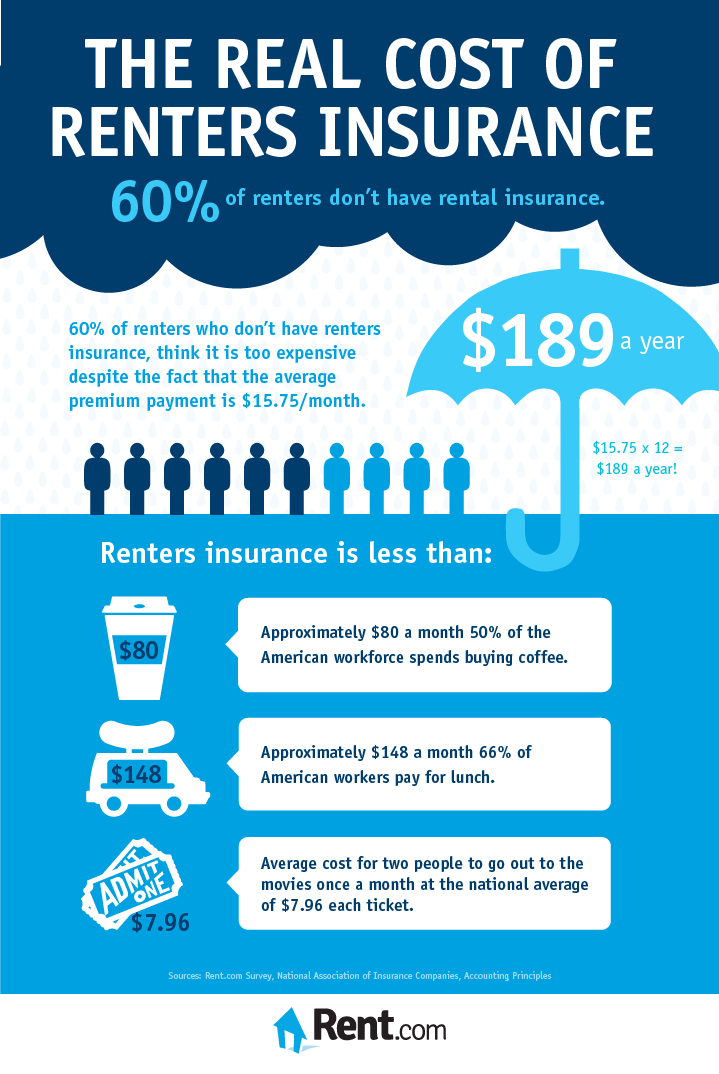 THE REAL COST OF
RENTERS INSURANCE
60% of renters don't have rental insurance.
60% of renters who don't have renters
insurance, think it is too expensive
despite the fact that the average
premium payment is $15.75/month.
$189 a year
$15.75 x 12 =
$189 a year!
Renters insurance is less than:
$80
Approximately $80 a month 50% of the
American workforce spends buying coffee.
$148
Approximately $148 a month 66% of
American workers pay for lunch.
IT
ADMIT
ONE
$7.96
Average cost for two people to go out to the
movies once a month at the national average
of $7.96 each ticket.
Sources: Rent.com Survey, National Association of Insurance Companies, Accounting Principles
Rent.com